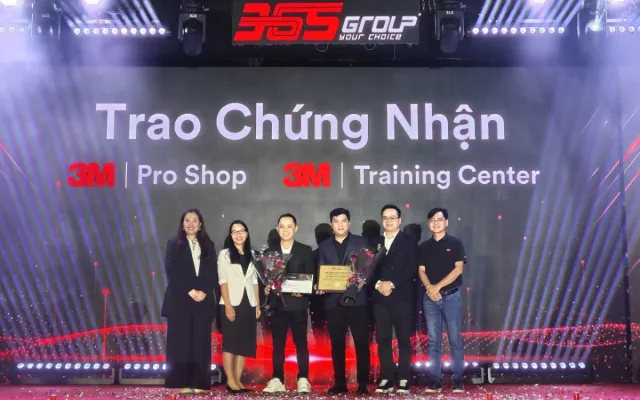 365 GROUP
YOUR CHOICE
Trao Chứng Nhận
3M | Pro Shop 3M | Training Center